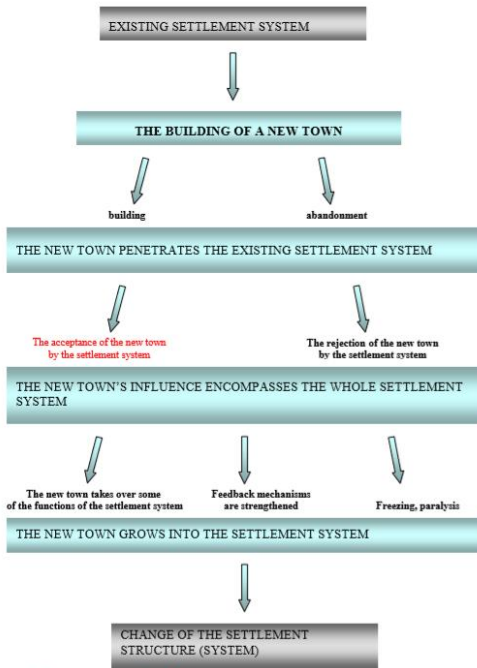 EXISTING SETTLEMENT SYSTEM
THE BUILDING OF A NEW TOWN
building
abandonment
THE NEW TOWN PENETRATES THE EXISTING SETTLEMENT SYSTEM
The acceptance of the new town
by the settlement system
The rejection of the new town
by the settlement system
THE NEW TOWN'S INFLUENCE ENCOMPASSES THE WHOLE SETTLEMENT
SYSTEM
The new town takes over some
of the functions of the settlement system
Feedback mechanisms
are strengthened
Freezing, paralysis
THE NEW TOWN GROWS INTO THE SETTLEMENT SYSTEM
CHANGE OF THE SETTLEMENT
STRUCTURE (SYSTEM)